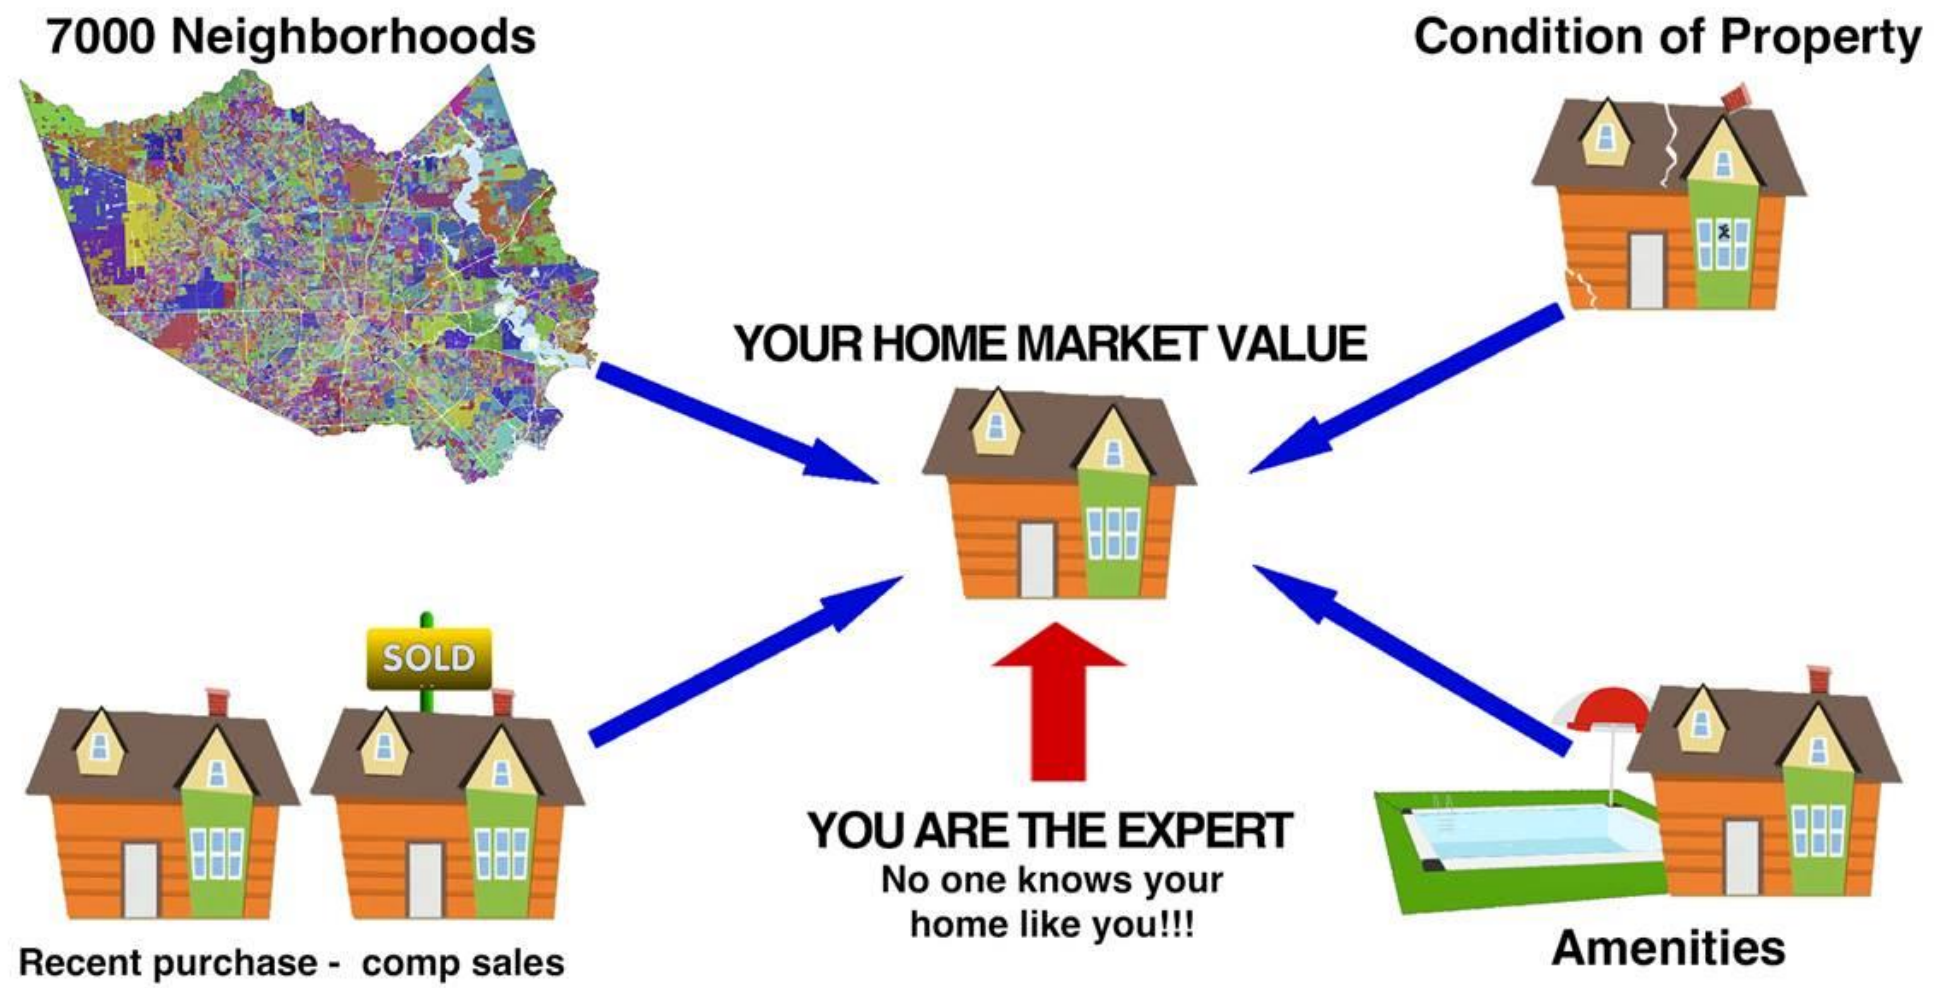 7000 Neighborhoods
Condition of Property
YOUR HOME MARKET VALUE
SOLD
YOU ARE THE EXPERT
No one knows your
home like you!!!
Recent purchase - comp sales
Amenities